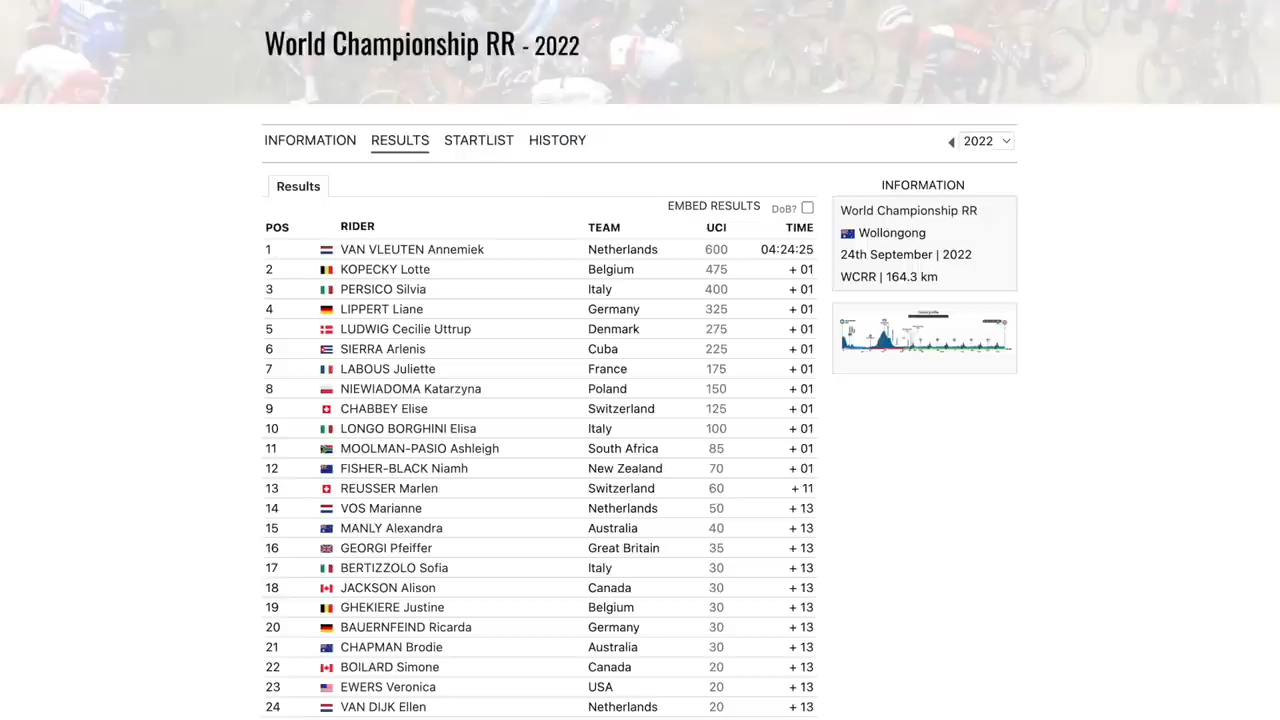 World Championship RR - 2022
INFORMATION RESULTS STARTLIST HISTORY 2022
Results
EMBED RESULTS DoB?
POS RIDER TEAM UCI TIME
1 VAN VLEUTEN Annemiek Netherlands 600 04:24:25
2 KOPECKY Lotte Belgium 475 + 01
3 PERSICO Silvia Italy 400 + 01
4 LIPPERT Liane Germany 325 + 01
5 LUDWIG Cecilie Uttrup Denmark 275 + 01
6 SIERRA Arlenis Cuba 225 + 01
7 LABOUS Juliette France 175 + 01
8 NIEWIADOMA Katarzyna Poland 150 + 01
9 CHABBEY Elise Switzerland 125 + 01
10 LONGO BORGHINI Elisa Italy 100 + 01
11 MOOLMAN-PASIO Ashleigh South Africa 85 + 01
12 FISHER-BLACK Niamh New Zealand 70 + 01
13 REUSSER Marlen Switzerland 60 + 11
14 VOS Marianne Netherlands 50 + 13
15 MANLY Alexandra Australia 40 + 13
16 GEORGI Pfeiffer Great Britain 35 + 13
17 BERTIZZOLO Sofia Italy 30 + 13
18 JACKSON Alison Canada 30 + 13
19 GHEKIERE Justine Belgium 30 + 13
20 BAUERNFEIND Ricarda Germany 30 + 13
21 CHAPMAN Brodie Australia 30 + 13
22 BOILARD Simone Canada 20 + 13
23 EWERS Veronica USA 20 + 13
24 VAN DIJK Ellen Netherlands 20 + 13
INFORMATION
World Championship RR
Wollongong
24th September | 2022
WCRR | 164.3 km